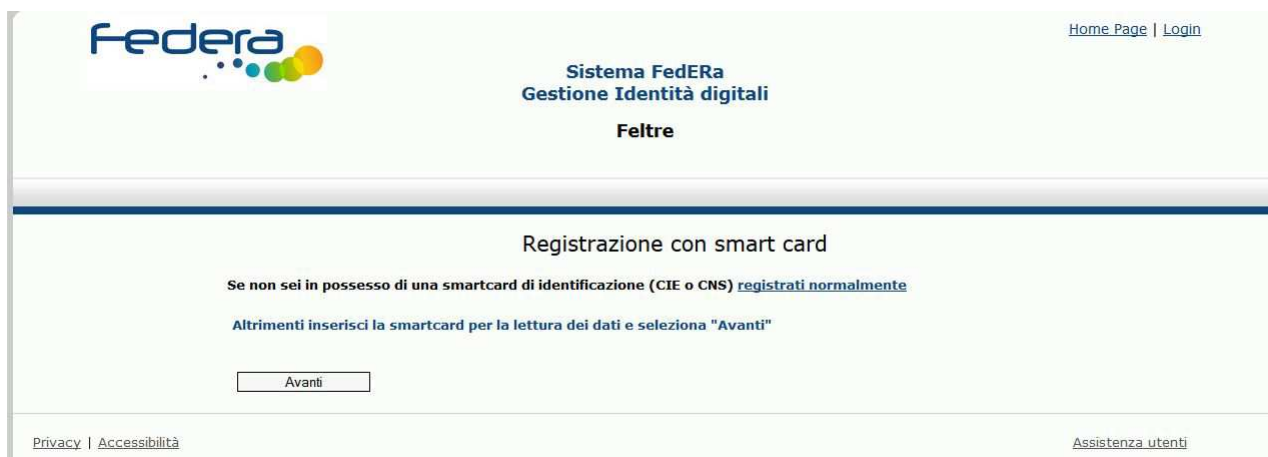 Federa
Home Page | Login
Sistema FedERa
Gestione Identità digitali
Feltre
Registrazione con smart card
Se non sei in possesso di una smartcard di identificazione (CIE o CNS) registrati normalmente
Altrimenti inserisci la smartcard per la lettura dei dati e seleziona "Avanti"
Avanti
Privacy | Accessibilità
Assistenza utenti